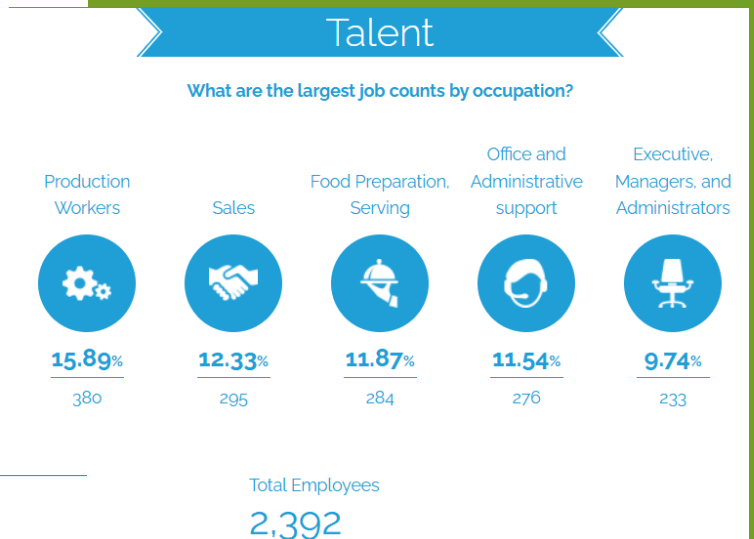 Talent
What are the largest job counts by occupation?
Production
Workers
15.89%
380
Sales
12.33%
295
Food Preparation,
Serving
11.87%
284
Office and
Administrative
support
11.54%
276
Executive,
Managers, and
Administrators
9.74%
233
Total Employees
2,392